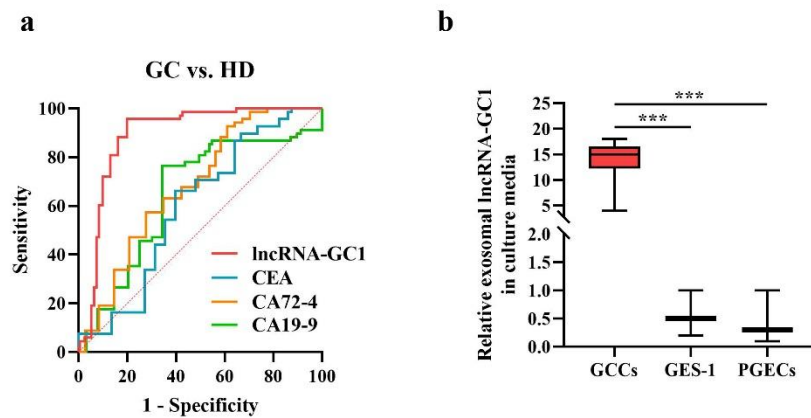 a
GC vs. HD
100
80
60
40
20
0
Sensitivity
lncRNA-GC1
CEA
CA72-4
CA19-9
0 20 40 60 80 100
1 - Specificity
b
Relative exosomal lncRNA-GC1
in culture media
25
20
15
10
5
2.0
1.5
1.0
0.5
0.0
***
***
GCCs GES-1 PGECs